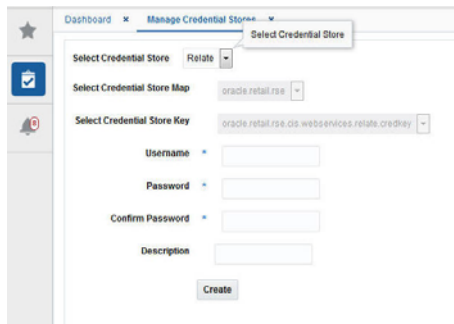 Dashboard × Manage Credential Stores ×
Select Credential Store
Select Credential Store Relate
Select Credential Store Map oracle.retail.rse
Select Credential Store Key oracle.retail.rse.cis.webservices.relate.credkey
Username *
Password *
Confirm Password *
Description
Create